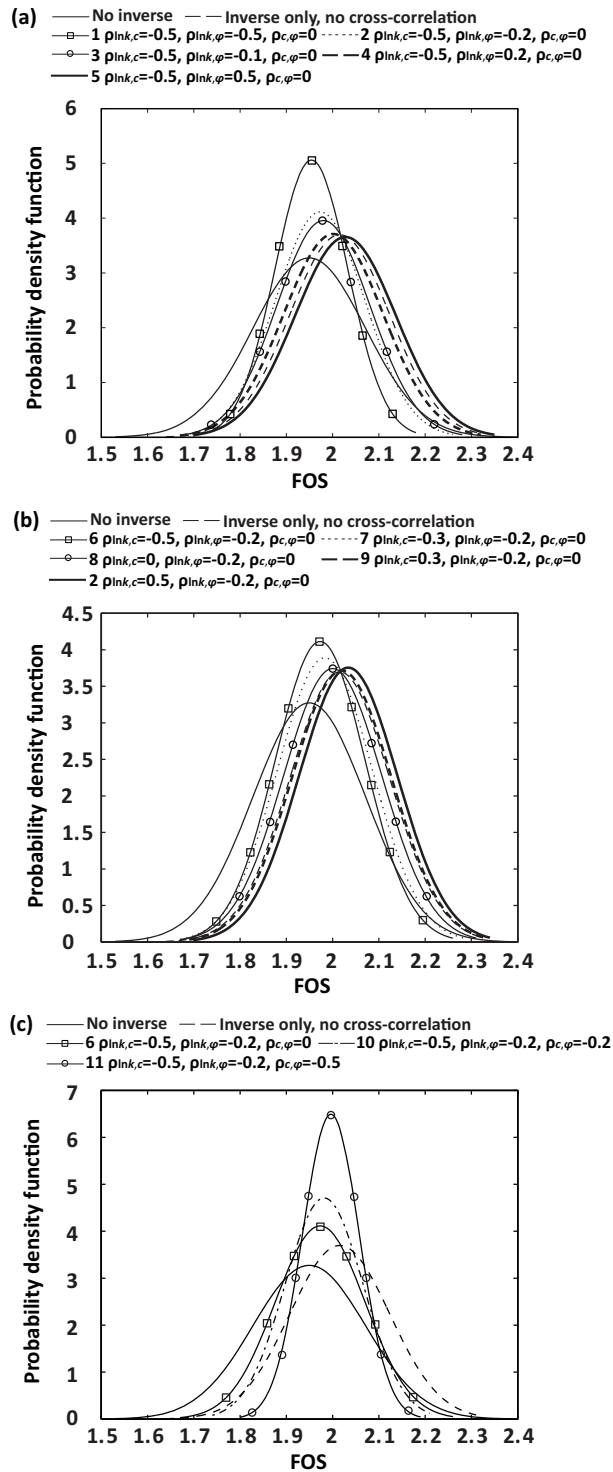 (a)
No inverse Inverse only, no cross-correlation
1 ρlnk,c=-0.5, ρlnk,φ=-0.5, ρc,φ=0 2 ρlnk,c=-0.5, ρlnk,φ=-0.2, ρc,φ=0
3 ρlnk,c=-0.5, ρlnk,φ=-0.1, ρc,φ=0 4 ρlnk,c=-0.5, ρlnk,φ=0.2, ρc,φ=0
5 ρlnk,c=-0.5, ρlnk,φ=0.5, ρc,φ=0
Probability density function
6
5
4
3
2
1
0
1.5 1.6 1.7 1.8 1.9 2 2.1 2.2 2.3 2.4
FOS
(b)
No inverse Inverse only, no cross-correlation
6 ρlnk,c=-0.5, ρlnk,φ=-0.2, ρc,φ=0 7 ρlnk,c=-0.3, ρlnk,φ=-0.2, ρc,φ=0
8 ρlnk,c=0, ρlnk,φ=-0.2, ρc,φ=0 9 ρlnk,c=0.3, ρlnk,φ=-0.2, ρc,φ=0
2 ρlnk,c=0.5, ρlnk,φ=-0.2, ρc,φ=0
Probability density function
4.5
4
3.5
3
2.5
2
1.5
1
0.5
0
1.5 1.6 1.7 1.8 1.9 2 2.1 2.2 2.3 2.4
FOS
(c)
No inverse Inverse only, no cross-correlation
6 ρlnk,c=-0.5, ρlnk,φ=-0.2, ρc,φ=0 10 ρlnk,c=-0.5, ρlnk,φ=-0.2, ρc,φ=-0.2
11 ρlnk,c=-0.5, ρlnk,φ=-0.2, ρc,φ=-0.5
Probability density function
7
6
5
4
3
2
1
0
1.5 1.6 1.7 1.8 1.9 2 2.1 2.2 2.3 2.4
FOS